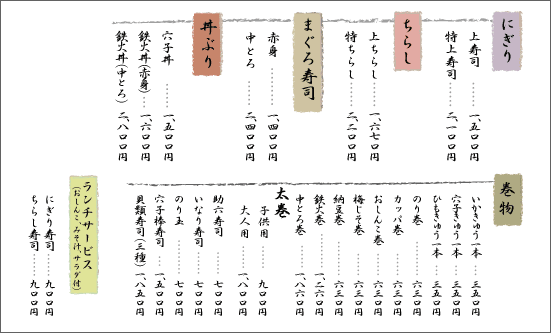 にぎり
上寿司……一、五〇〇円
特上寿司……二、一〇〇円
ちらし
上ちらし……一、六七〇円
特ちらし……二、二〇〇円
まぐろ寿司
赤身……一、四〇〇円
中とろ……二、四〇〇円
丼ぶり
穴子丼……一、五〇〇円
鉄火丼(赤身)……一、六〇〇円
鉄火丼(中とろ)二、八〇〇円
巻物
いかきゅう一本……三五〇円
穴子きゅう一本……三五〇円
ひもきゅう一本……三五〇円
のり巻……六三〇円
カッパ巻……六三〇円
おしんこ巻……六三〇円
梅じそ巻……六三〇円
納豆巻……六三〇円
鉄火巻……一、二六〇円
中とろ巻……一、八六〇円
太巻
子供用……九〇〇円
大人用……一、八〇〇円
助六寿司……七〇〇円
いなり寿司……七〇〇円
のり玉……七〇〇円
穴子棒寿司……一、五〇〇円
貝類寿司(三種)一、八五〇円
ランチサービス
(おしんこ、みそ汁、サラダ付)
にぎり寿司……九〇〇円
ちらし寿司……九〇〇円